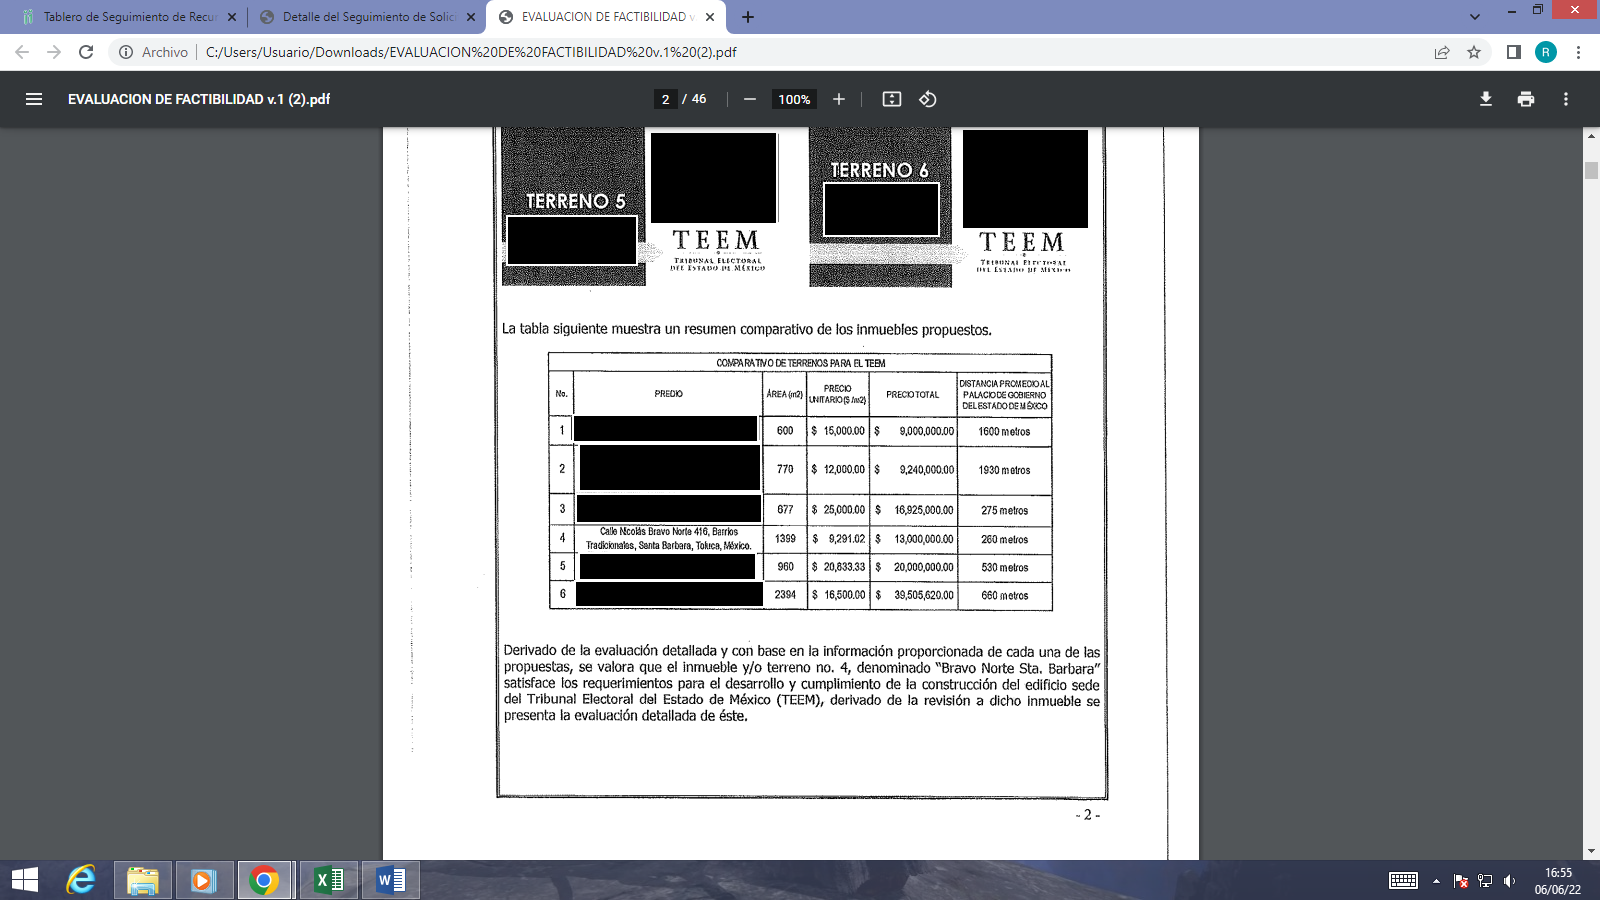 Tablero de Seguimiento de Recur
Detalle del Seguimiento de Solici
EVALUACION DE FACTIBILIDAD v
Archivo
C:/Users/Usuario/Downloads/EVALUACION%20DE%20FACTIBILIDAD%20v.1%20(2).pdf
R
EVALUACION DE FACTIBILIDAD v.1 (2).pdf
2 / 46
100%
TERRENO 5
TEEM
TRIBUNAL ELECTORAL
DEL ESTADO DE MÉXICO
TERRENO 6
TEEM
TRIBUNAL ELECTORAL
DEL ESTADO DE MÉXICO
La tabla siguiente muestra un resumen comparativo de los inmuebles propuestos.
COMPARATIVO DE TERRENOS PARA EL TEEM
No. PREDIO ÁREA (m2) PRECIO UNITARIO ($ /m2) PRECIO TOTAL DISTANCIA PROMEDIO AL PALACIO DE GOBIERNO DEL ESTADO DE MÉXICO
1 600 $ 15,000.00 $ 9,000,000.00 1600 metros
2 770 $ 12,000.00 $ 9,240,000.00 1930 metros
3 677 $ 25,000.00 $ 16,925,000.00 275 metros
4 Calle Nicolás Bravo Norte 416, Barrios Tradicionales, Santa Barbara, Toluca, México. 1399 $ 9,291.02 $ 13,000,000.00 260 metros
5 960 $ 20,833.33 $ 20,000,000.00 530 metros
6 2394 $ 16,500.00 $ 39,505,620.00 660 metros
Derivado de la evaluación detallada y con base en la información proporcionada de cada una de las
propuestas, se valora que el inmueble y/o terreno no. 4, denominado "Bravo Norte Sta. Barbara"
satisface los requerimientos para el desarrollo y cumplimiento de la construcción del edificio sede
del Tribunal Electoral del Estado de México (TEEM), derivado de la revisión a dicho inmueble se
presenta la evaluación detallada de éste.
- 2 -
16:55
06/06/22